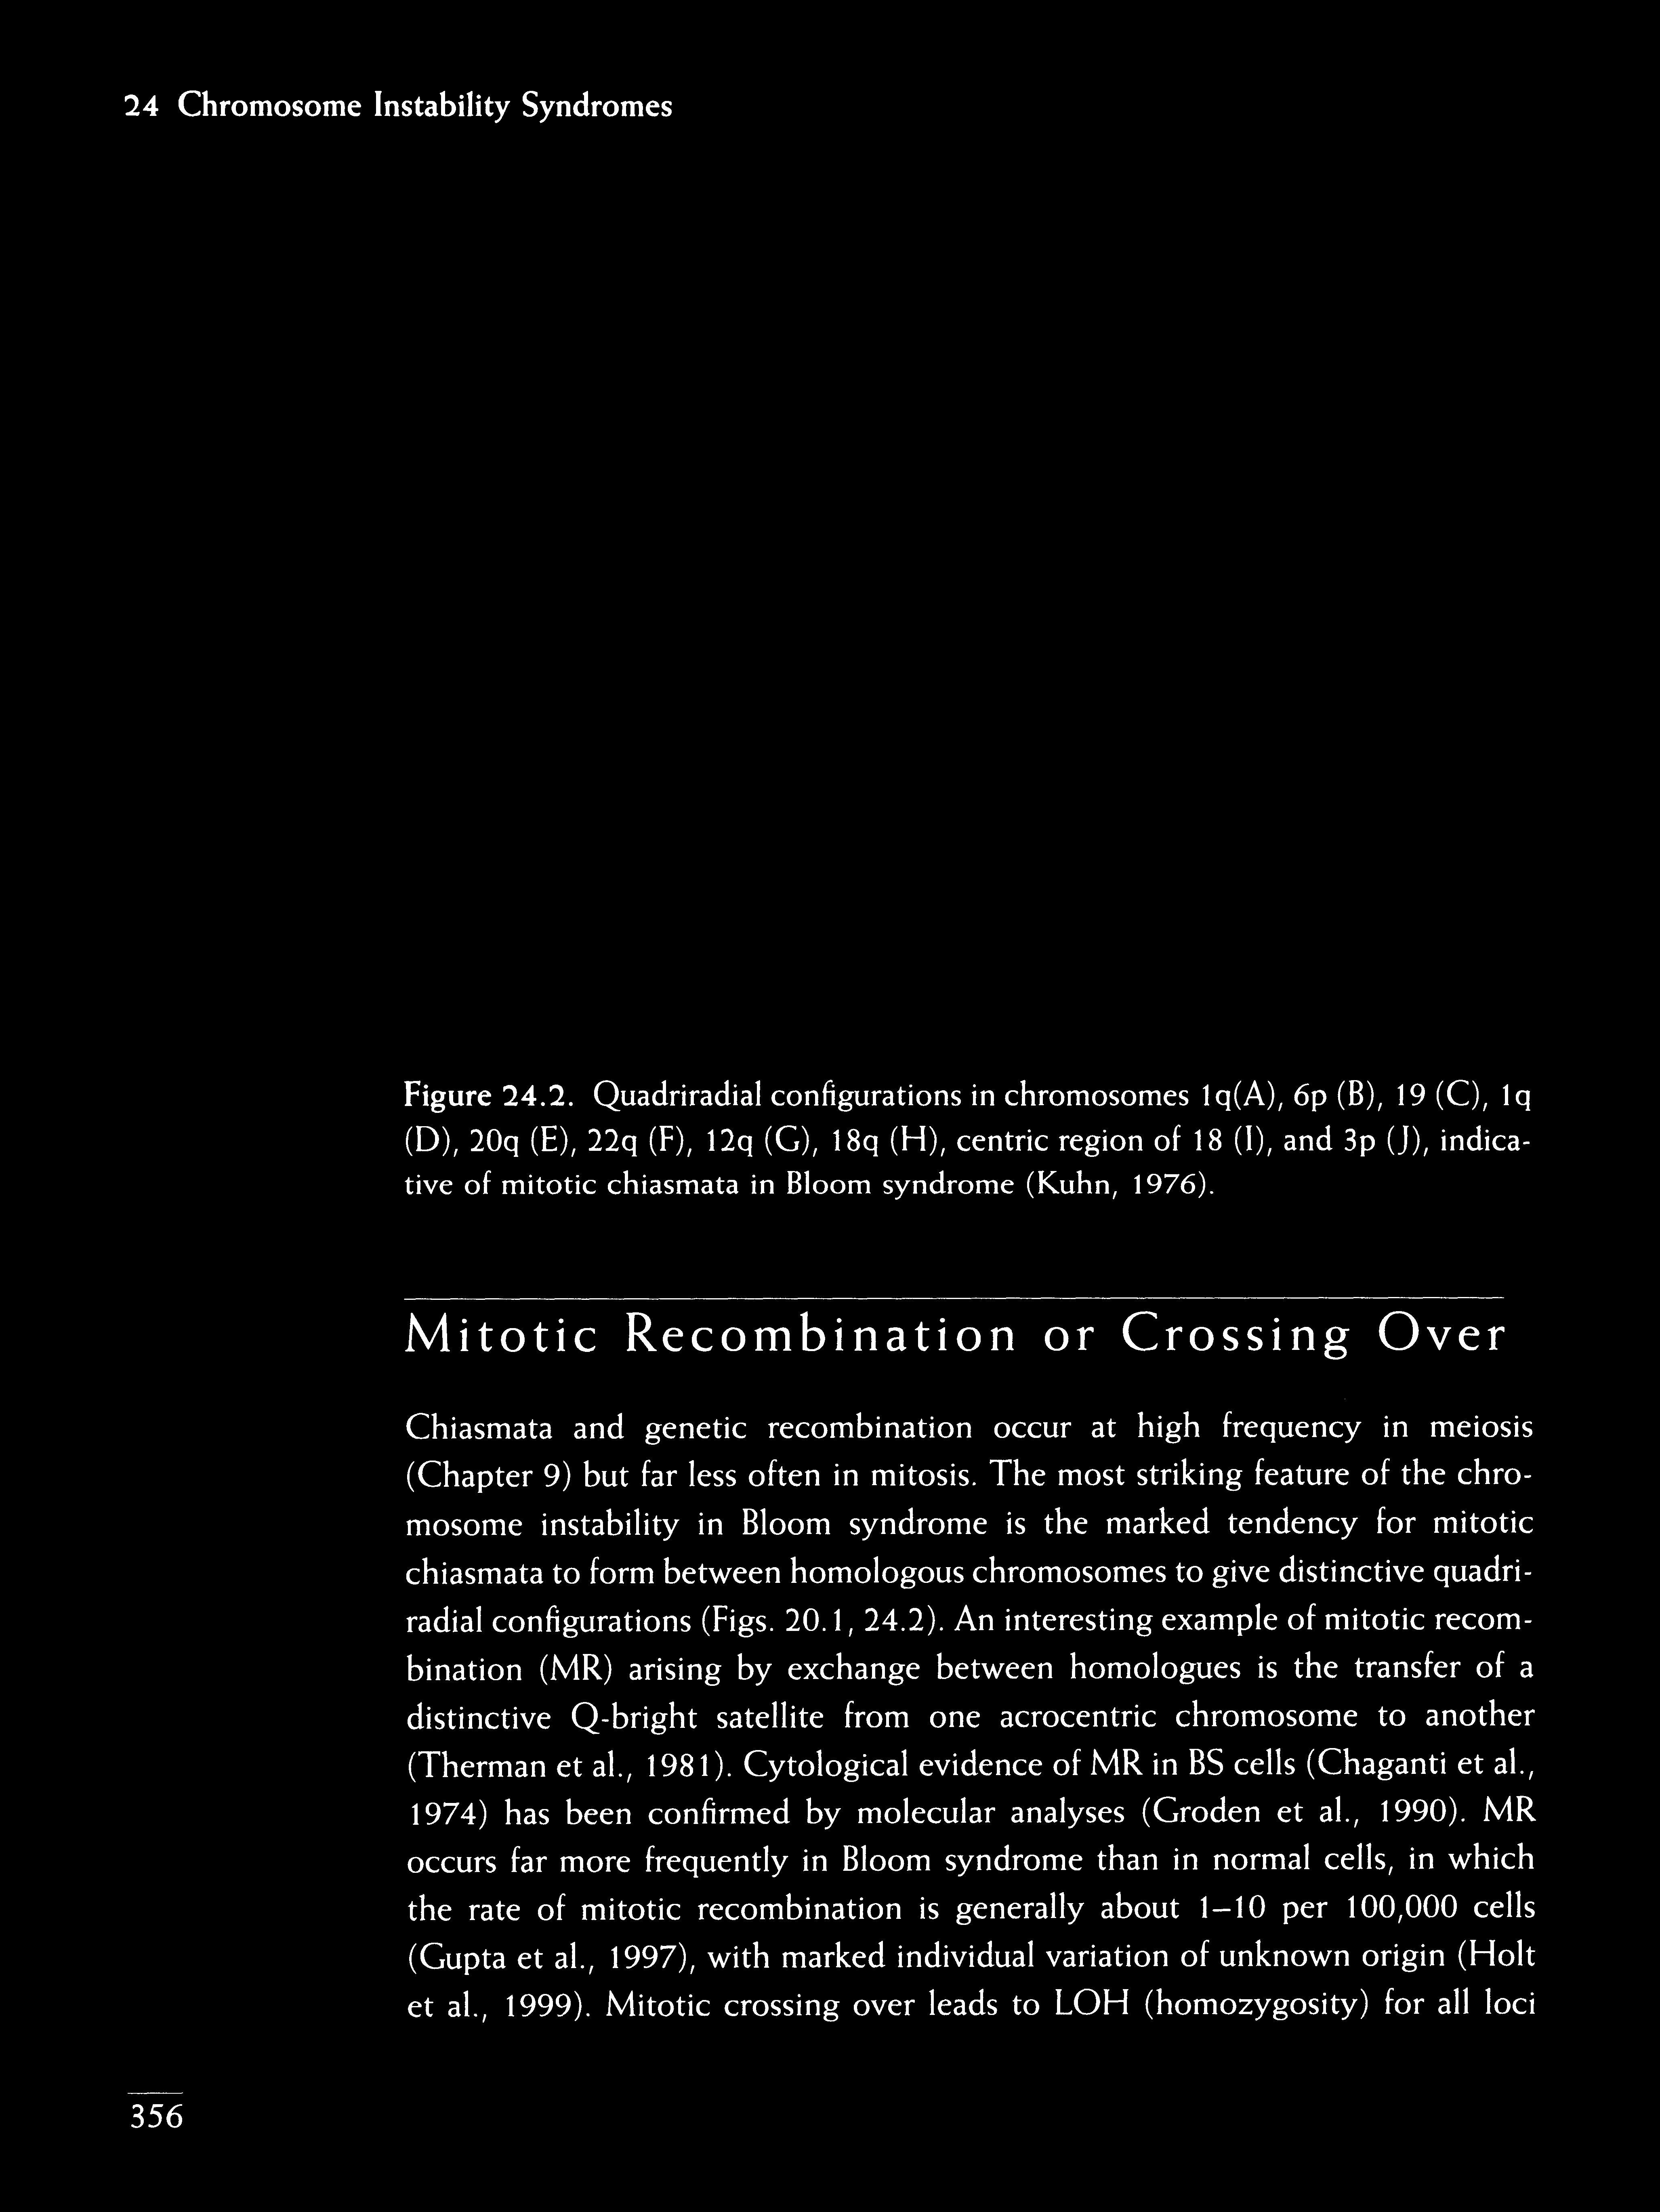 24 Chromosome Instability Syndromes
Figure 24.2. Quadriradial configurations in chromosomes 1q(A), 6p (B), 19 (C), 1q
(D), 20q (E), 22q (F), 12q (G), 18q (H), centric region of 18 (I), and 3p (J), indica-
tive of mitotic chiasmata in Bloom syndrome (Kuhn, 1976).
Mitotic Recombination or Crossing Over
Chiasmata and genetic recombination occur at high frequency in meiosis
(Chapter 9) but far less often in mitosis. The most striking feature of the chro-
mosome instability in Bloom syndrome is the marked tendency for mitotic
chiasmata to form between homologous chromosomes to give distinctive quadri-
radial configurations (Figs. 20.1, 24.2). An interesting example of mitotic recom-
bination (MR) arising by exchange between homologues is the transfer of a
distinctive Q-bright satellite from one acrocentric chromosome to another
(Therman et al., 1981). Cytological evidence of MR in BS cells (Chaganti et al.,
1974) has been confirmed by molecular analyses (Groden et al., 1990). MR
occurs far more frequently in Bloom syndrome than in normal cells, in which
the rate of mitotic recombination is generally about 1–10 per 100,000 cells
(Gupta et al., 1997), with marked individual variation of unknown origin (Holt
et al., 1999). Mitotic crossing over leads to LOH (homozygosity) for all loci
356